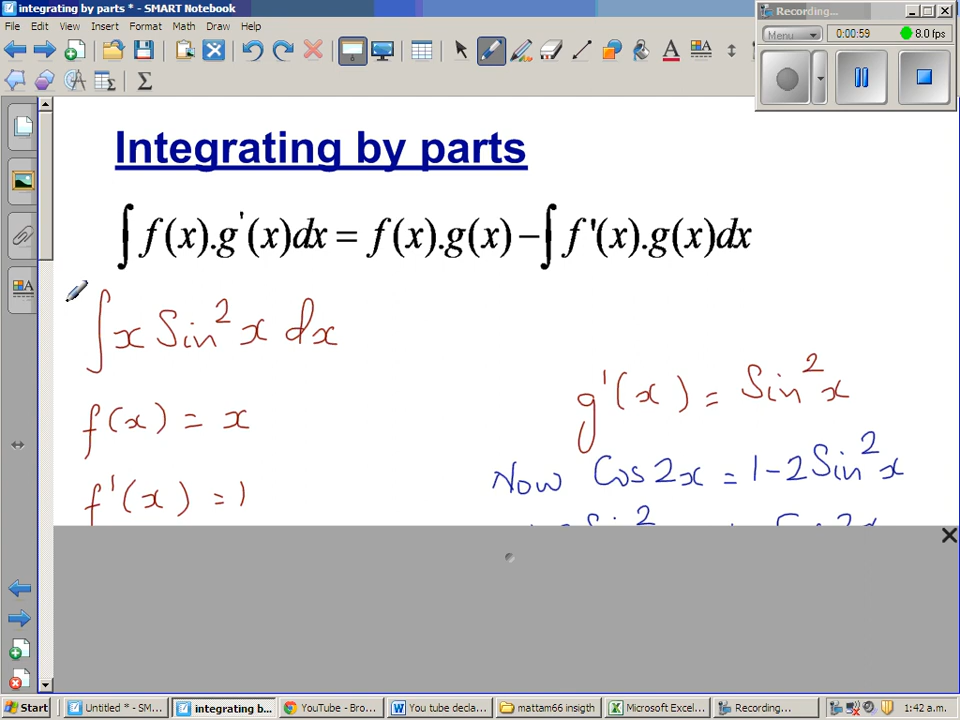 integrating by parts * - SMART Notebook
File Edit View Insert Format Math Draw Help
Recording...
Menu 0:00:59 8.0 fps
Integrating by parts
∫ f(x).g'(x)dx = f(x).g(x) − ∫ f'(x).g(x)dx
∫ x Sin²x dx
g'(x) = Sin²x
f(x) = x
Now Cos2x = 1-2Sin²x
f'(x) = 1
Start Untitled * - SM... integrating b... YouTube - Bro... You tube decla... mattam66 insigth Microsoft Excel... Recording... 1:42 a.m.